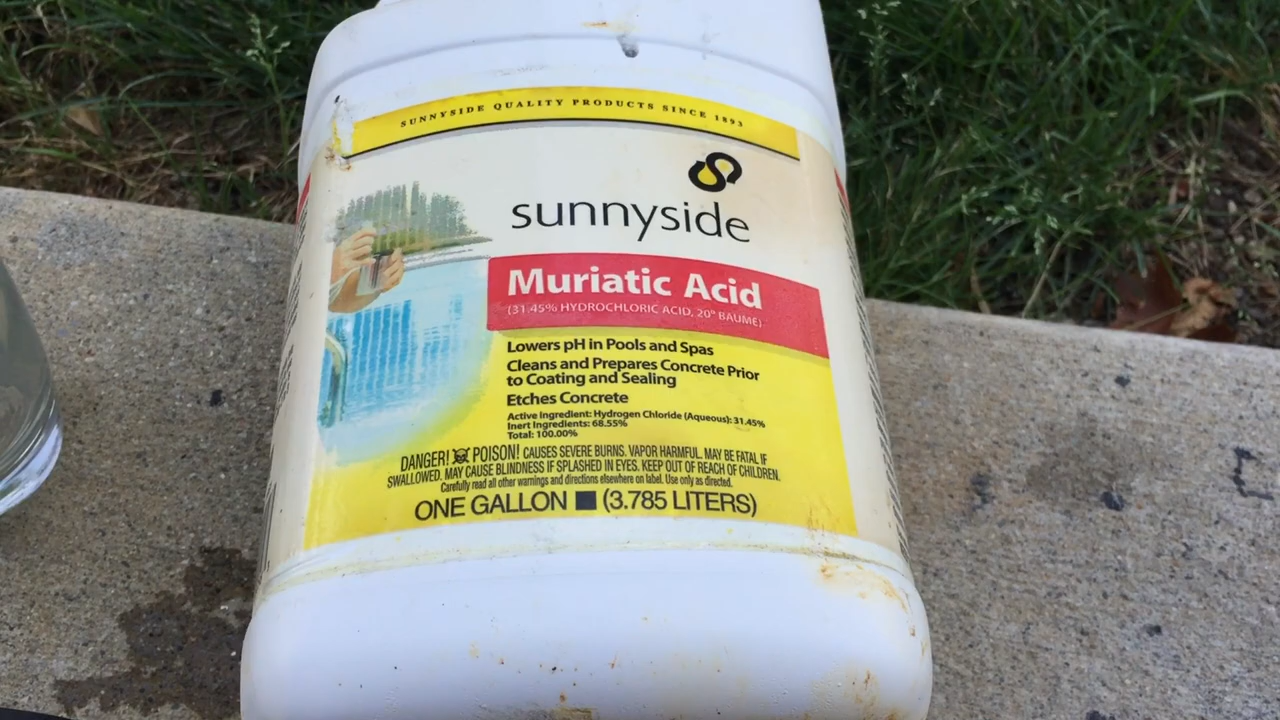 SUNNYSIDE QUALITY PRODUCTS SINCE 1893
sunnyside
Muriatic Acid
(31.45% HYDROCHLORIC ACID, 20° BAUME)
Lowers pH in Pools and Spas
Cleans and Prepares Concrete Prior
to Coating and Sealing
Etches Concrete
Active Ingredient: Hydrogen Chloride (Aqueous): 31.45%
Inert Ingredients: 68.55%
Total: 100.00%
DANGER! POISON! CAUSES SEVERE BURNS. VAPOR HARMFUL. MAY BE FATAL IF
SWALLOWED. MAY CAUSE BLINDNESS IF SPLASHED IN EYES. KEEP OUT OF REACH OF CHILDREN.
Carefully read all other warnings and directions elsewhere on label. Use only as directed.
ONE GALLON ■ (3.785 LITERS)